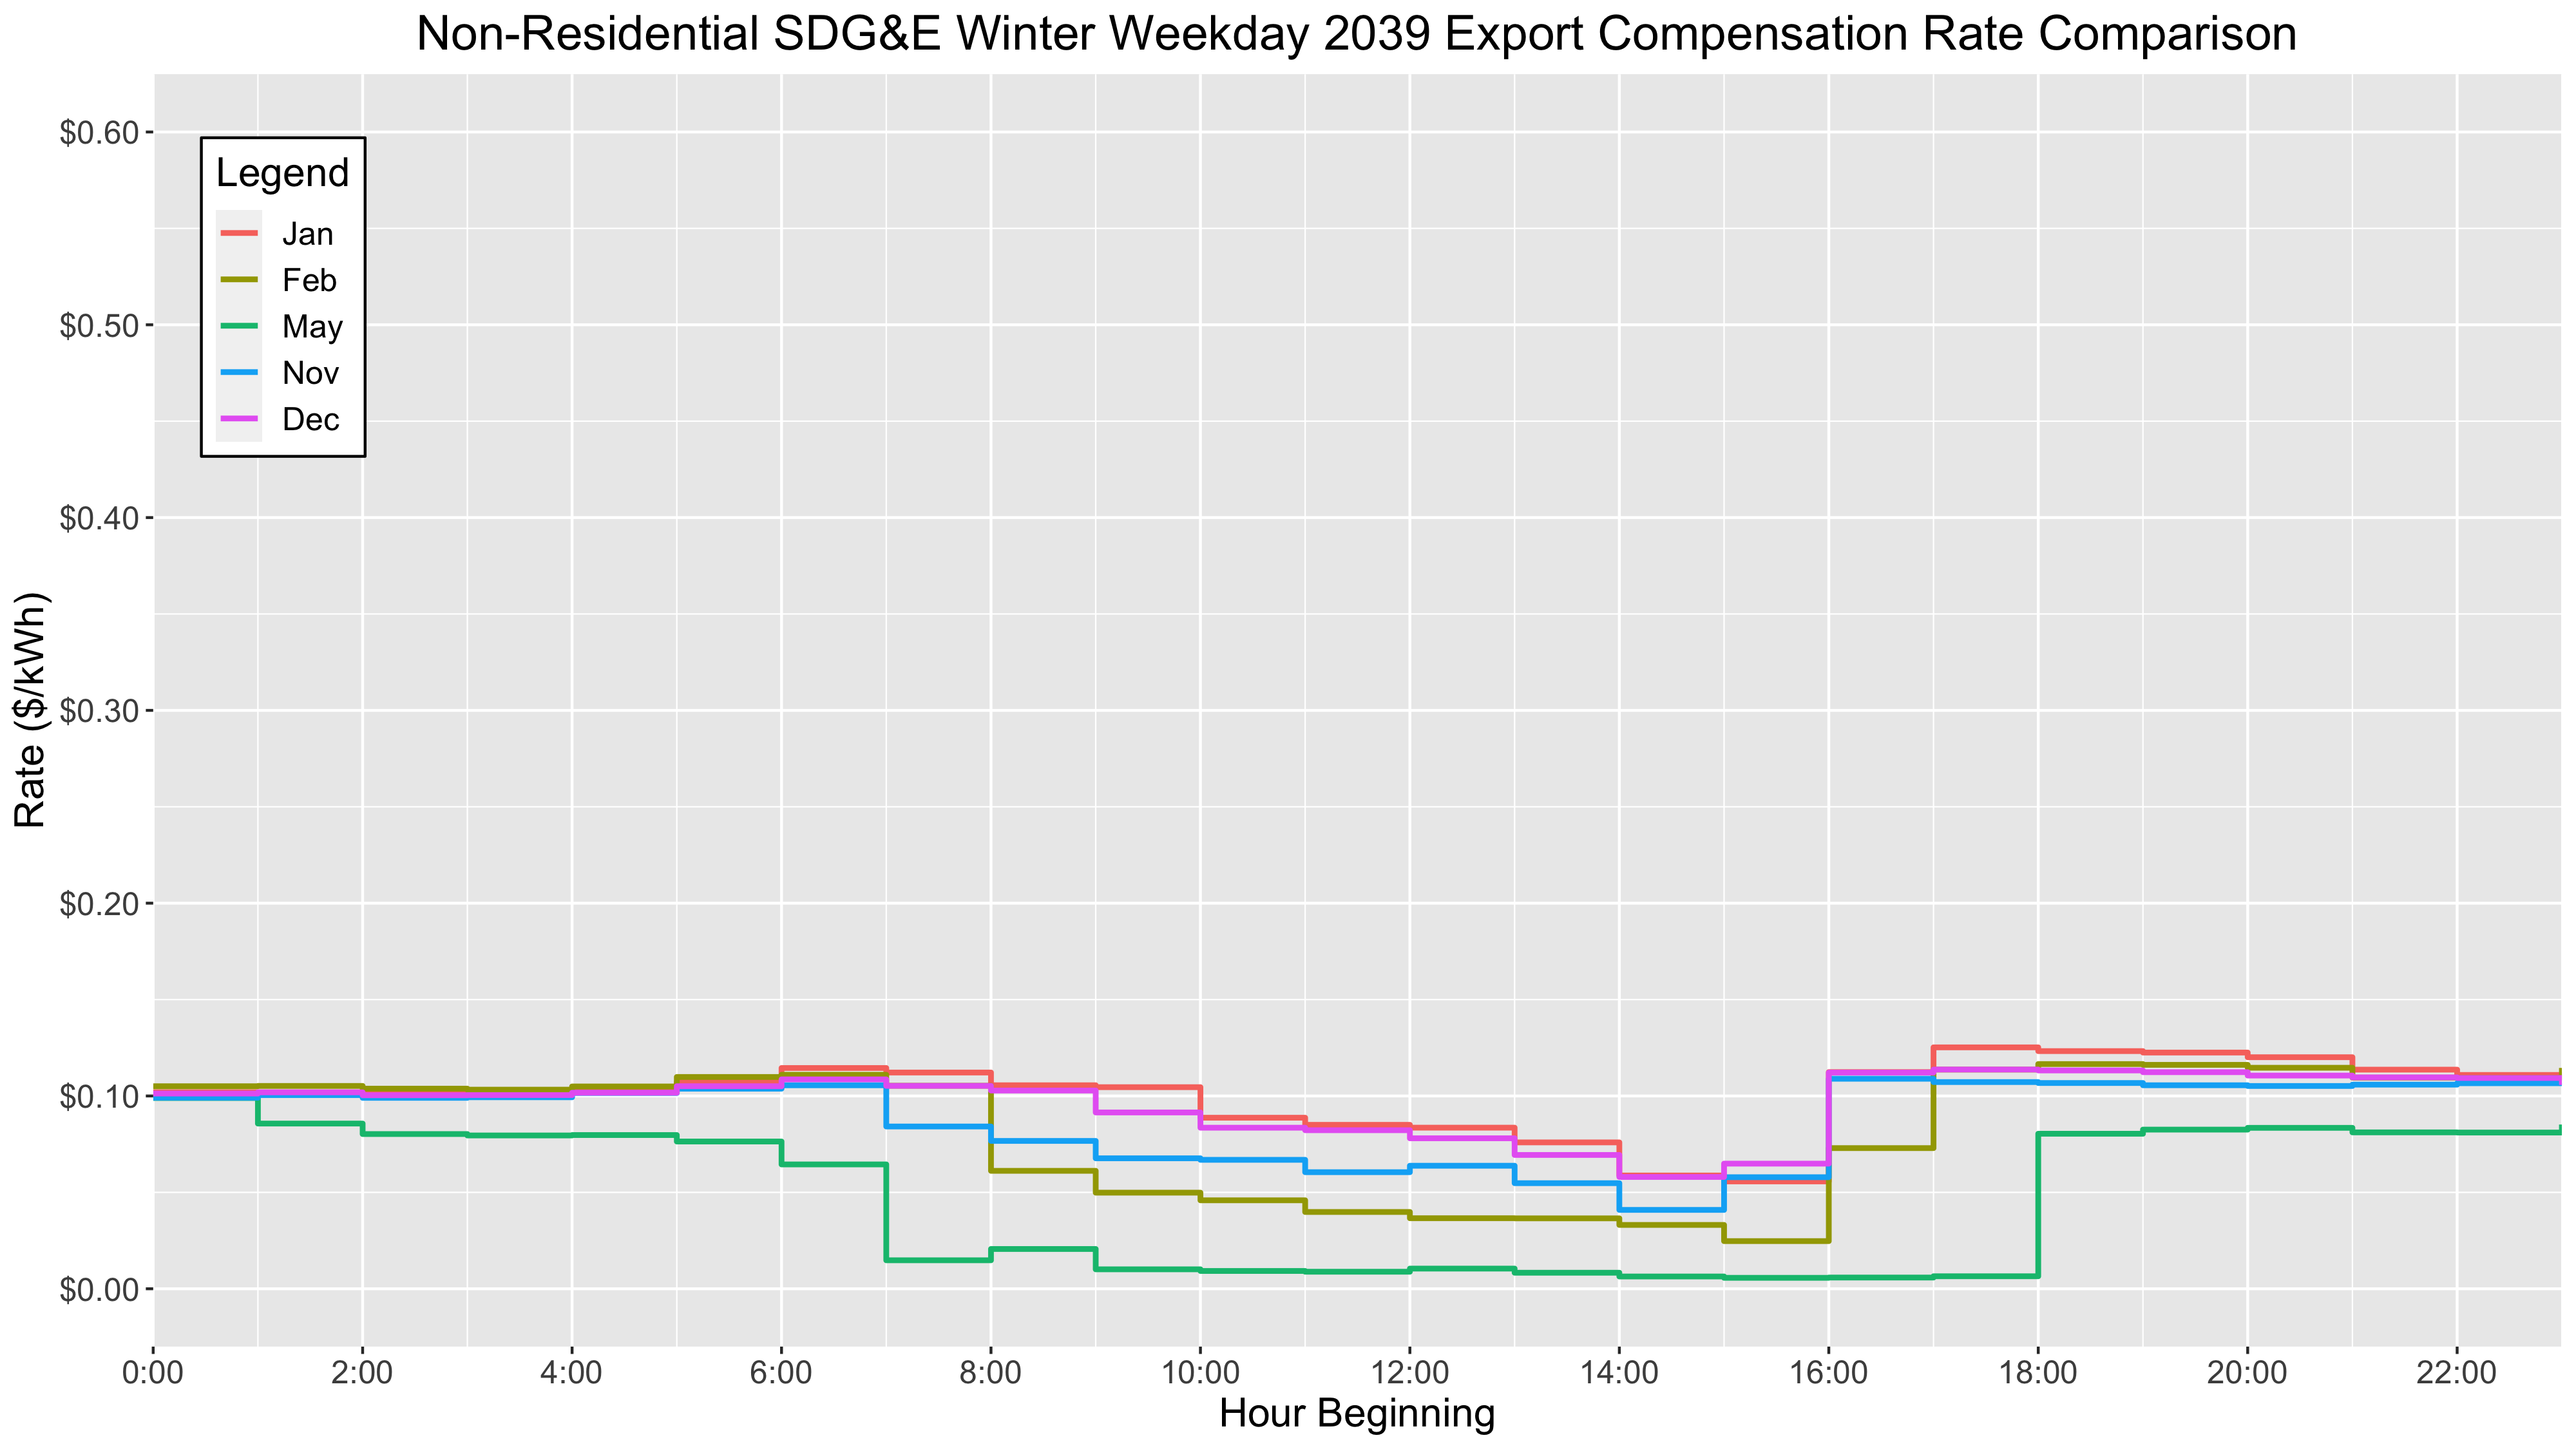 Non-Residential SDG&E Winter Weekday 2039 Export Compensation Rate Comparison
$0.60
$0.50
$0.40
$0.30
$0.20
$0.10
$0.00
Rate ($/kWh)
Legend
Jan
Feb
May
Nov
Dec
0:00 2:00 4:00 6:00 8:00 10:00 12:00 14:00 16:00 18:00 20:00 22:00
Hour Beginning